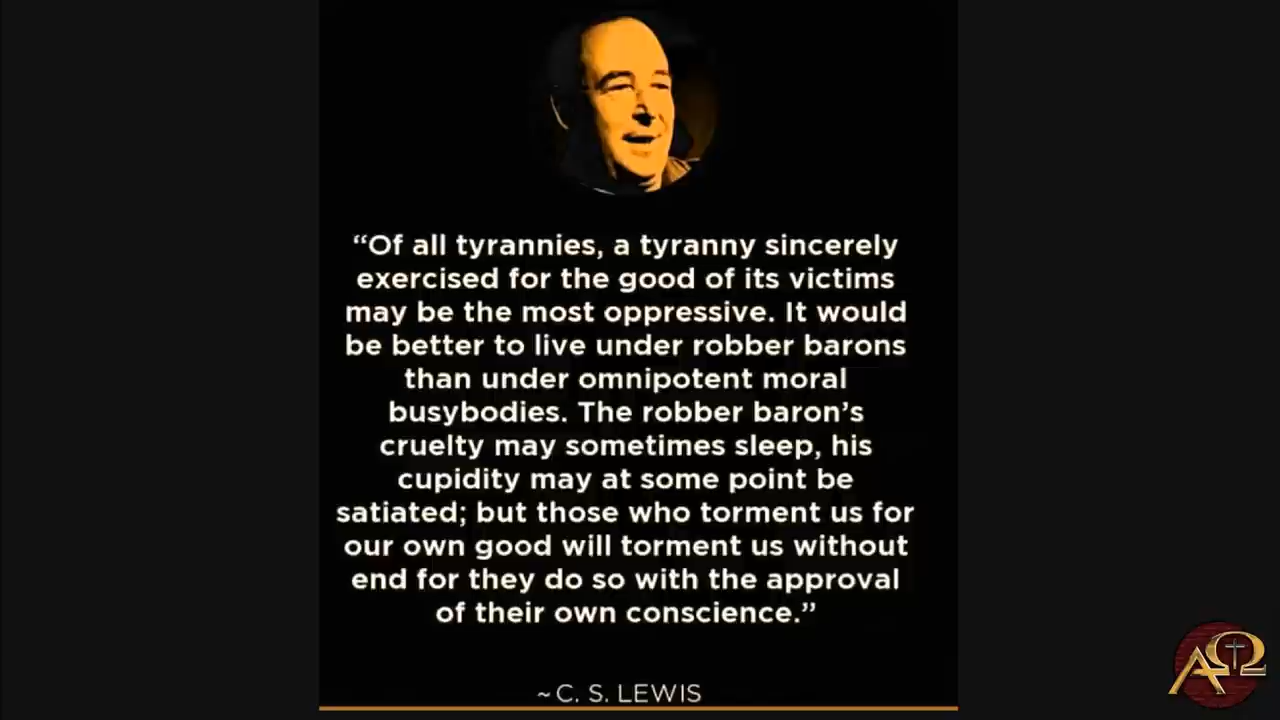 “Of all tyrannies, a tyranny sincerely
exercised for the good of its victims
may be the most oppressive. It would
be better to live under robber barons
than under omnipotent moral
busybodies. The robber baron’s
cruelty may sometimes sleep, his
cupidity may at some point be
satiated; but those who torment us for
our own good will torment us without
end for they do so with the approval
of their own conscience.”
~C. S. LEWIS
ΑΩ